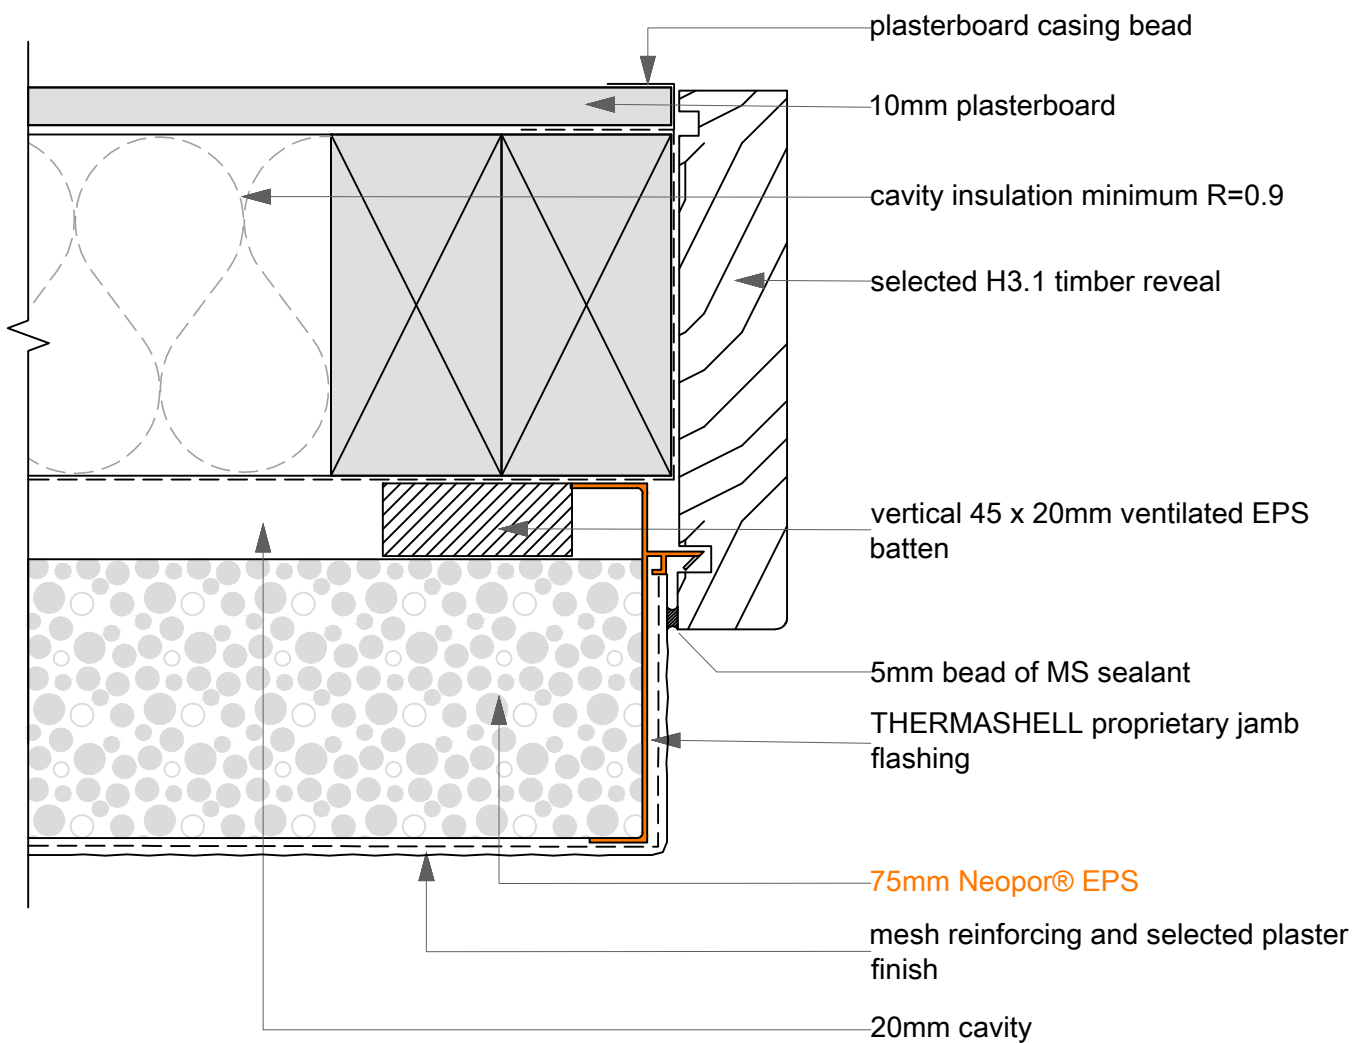 plasterboard casing bead
10mm plasterboard
cavity insulation minimum R=0.9
selected H3.1 timber reveal
vertical 45 x 20mm ventilated EPS
batten
5mm bead of MS sealant
THERMASHELL proprietary jamb
flashing
75mm Neopor® EPS
mesh reinforcing and selected plaster
finish
20mm cavity